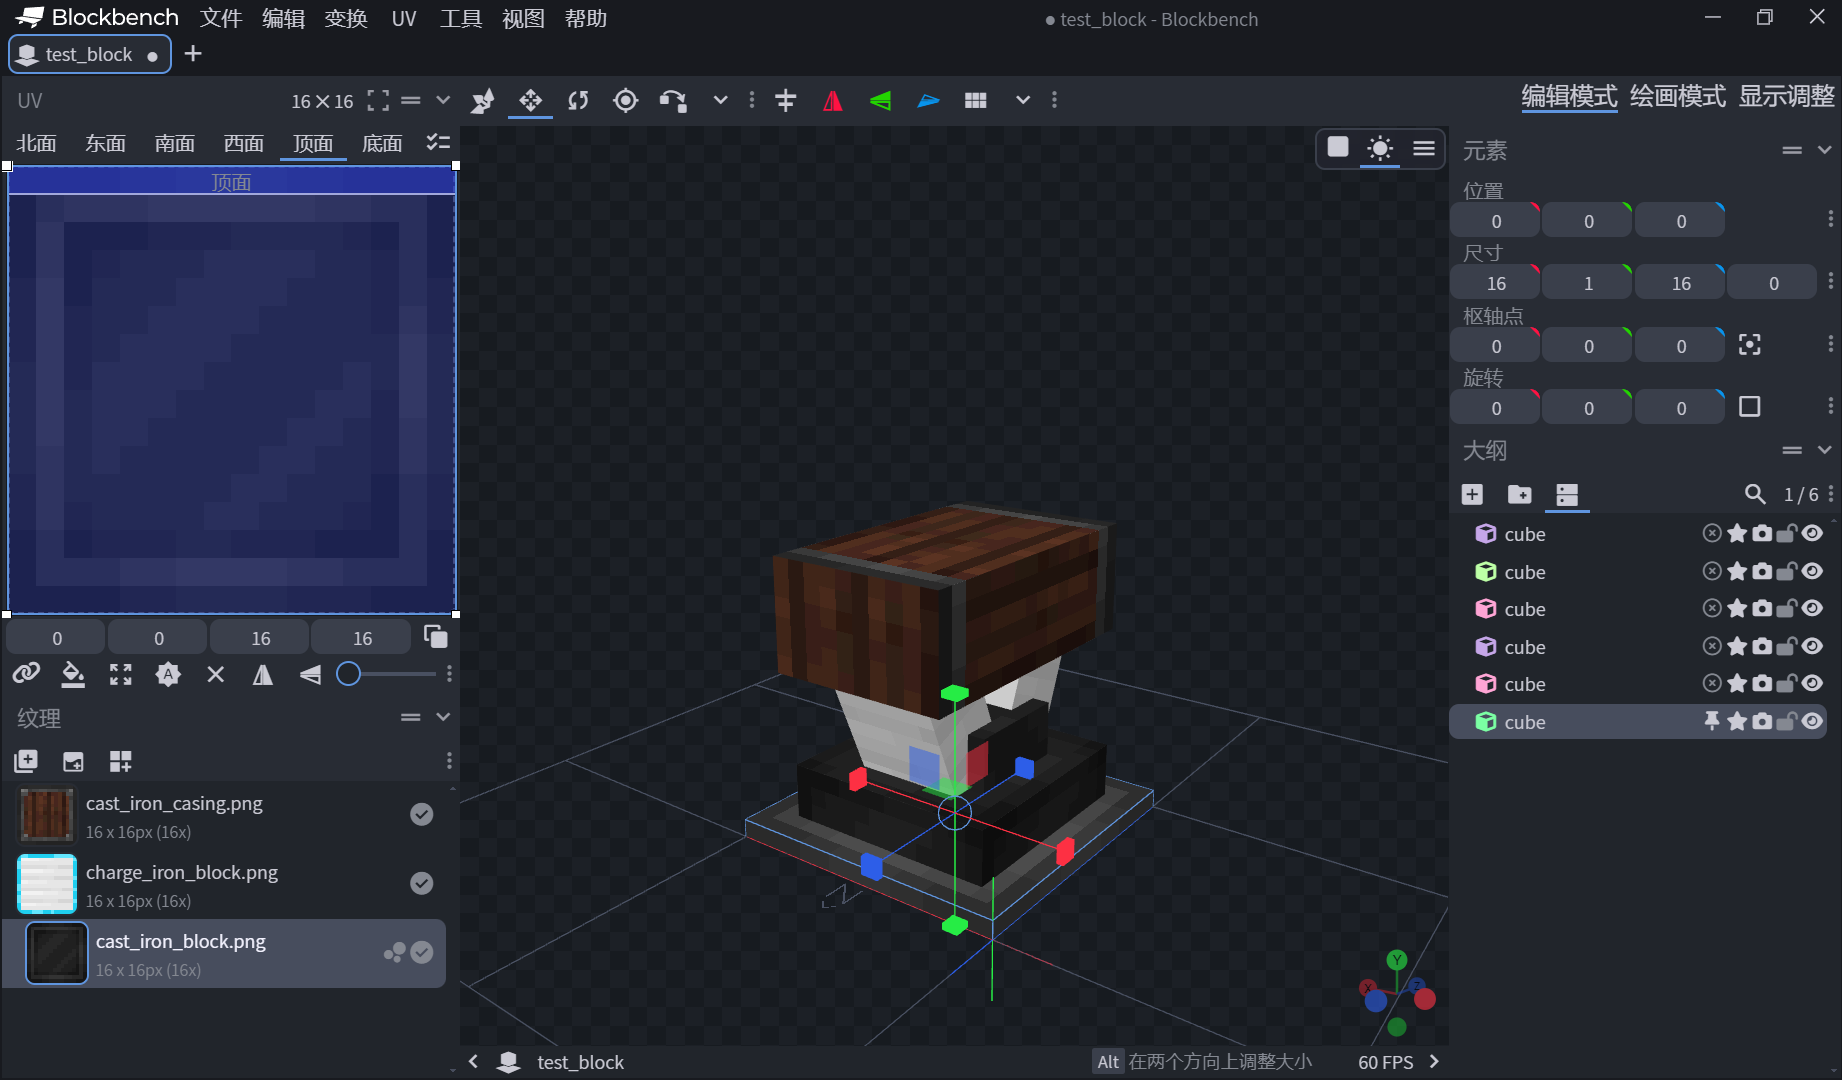 Blockbench 文件 编辑 变换 UV 工具 视图 帮助
test_block - Blockbench
test_block
UV
16 × 16
编辑模式 绘画模式 显示调整
北面 东面 南面 西面 顶面 底面
顶面
0 0 16 16
纹理
cast_iron_casing.png
16 x 16px (16x)
charge_iron_block.png
16 x 16px (16x)
cast_iron_block.png
16 x 16px (16x)
元素
位置
0 0 0
尺寸
16 1 16 0
枢轴点
0 0 0
旋转
0 0 0
大纲
1 / 6
cube
cube
cube
cube
cube
cube
Y
X
Z
N
test_block
Alt 在两个方向上调整大小
60 FPS